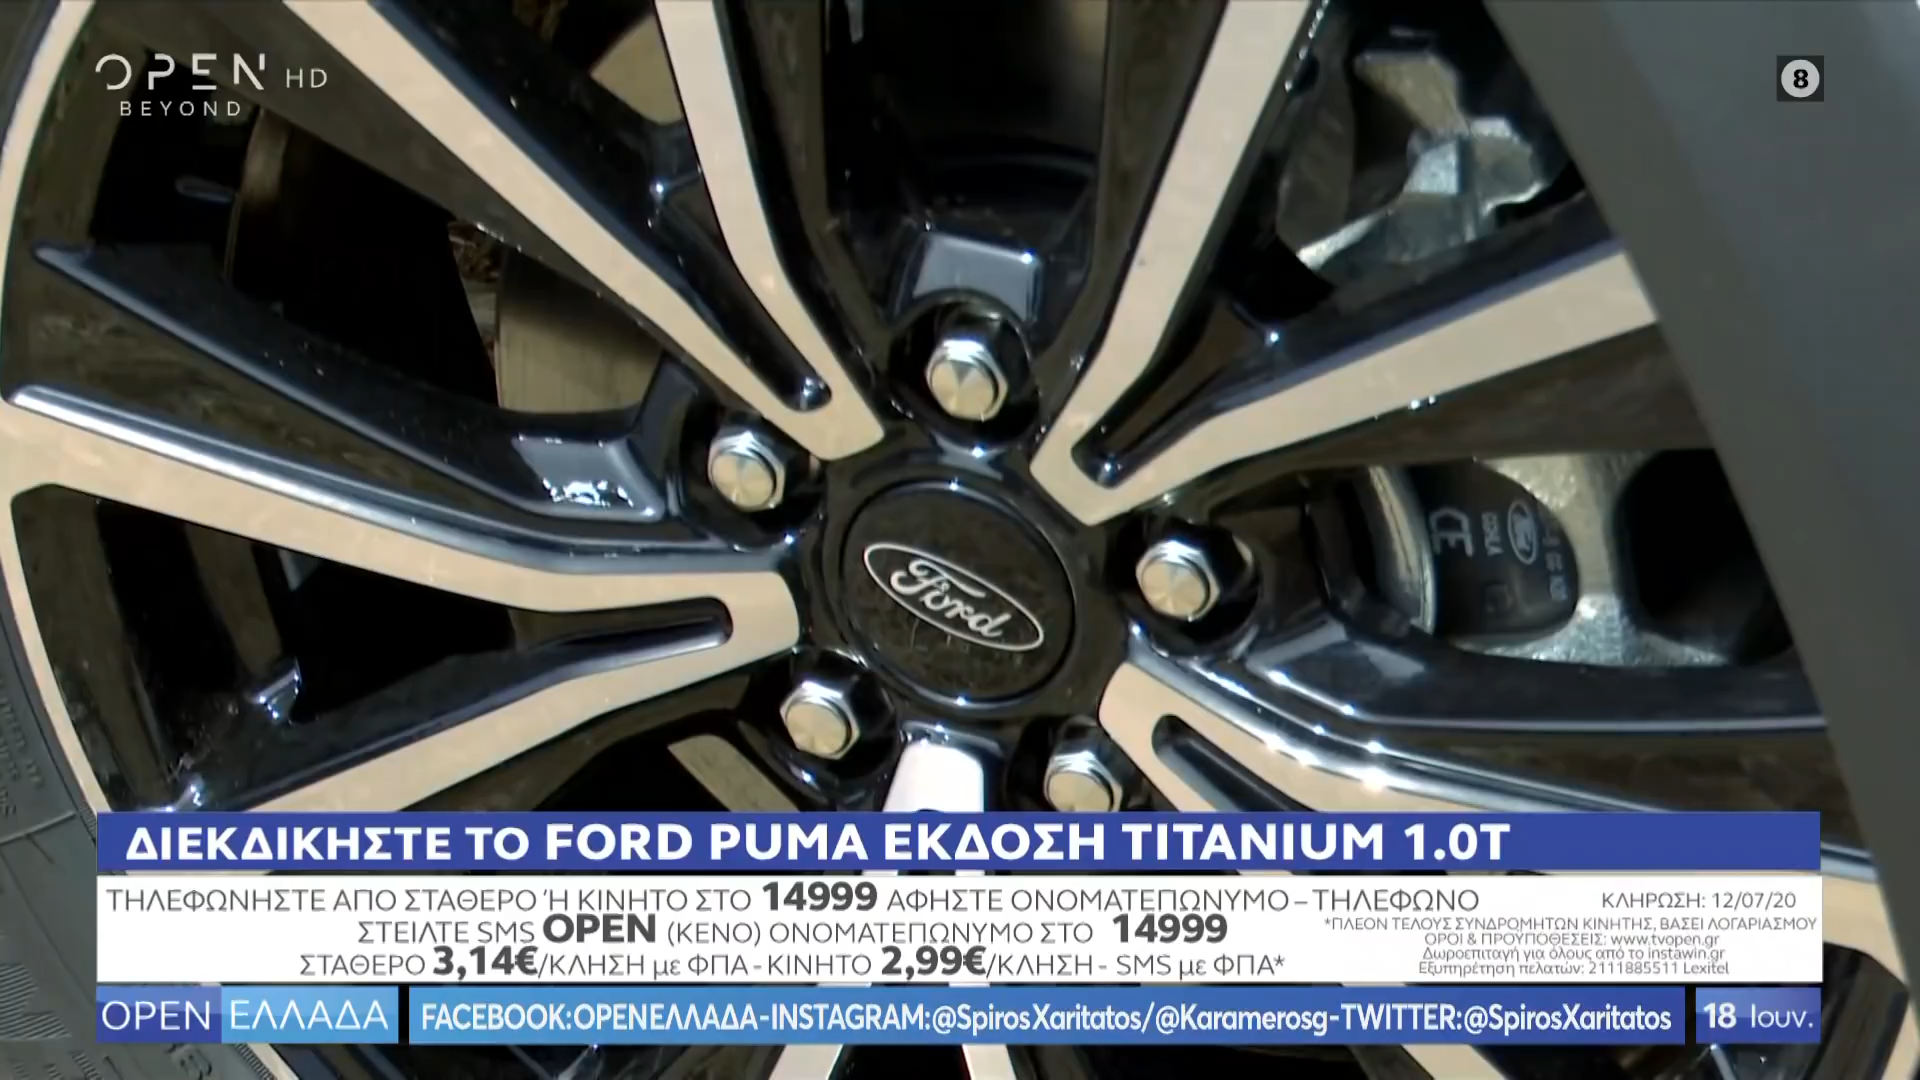 OPEN HD
BEYOND
8
Ford
ΔΙΕΚΔΙΚΗΣΤΕ ΤΟ FORD PUMA ΕΚΔΟΣΗ TITANIUM 1.0T
ΤΗΛΕΦΩΝΗΣΤΕ ΑΠΟ ΣΤΑΘΕΡΟ Ή ΚΙΝΗΤΟ ΣΤΟ 14999 ΑΦΗΣΤΕ ΟΝΟΜΑΤΕΠΩΝΥΜΟ – ΤΗΛΕΦΩΝΟ
ΣΤΕΙΛΤΕ SMS OPEN (ΚΕΝΟ) ΟΝΟΜΑΤΕΠΩΝΥΜΟ ΣΤΟ 14999
ΣΤΑΘΕΡΟ 3,14€/ΚΛΗΣΗ με ΦΠΑ - ΚΙΝΗΤΟ 2,99€/ΚΛΗΣΗ - SMS με ΦΠΑ*
ΚΛΗΡΩΣΗ: 12/07/20
*ΠΛΕΟΝ ΤΕΛΟΥΣ ΣΥΝΔΡΟΜΗΤΩΝ ΚΙΝΗΤΗΣ, ΒΑΣΕΙ ΛΟΓΑΡΙΑΣΜΟΥ
ΟΡΟΙ & ΠΡΟΫΠΟΘΕΣΕΙΣ: www.tvopen.gr
Δωροεπιταγή για όλους από το instawin.gr
Εξυπηρέτηση πελατών: 2111885511 Lexitel
OPEN ΕΛΛΑΔΑ
FACEBOOK:OPENΕΛΛΑΔΑ-INSTAGRAM:@SpirosXaritatos/@Karamerosg-TWITTER:@SpirosXaritatos
18 Ιουν.